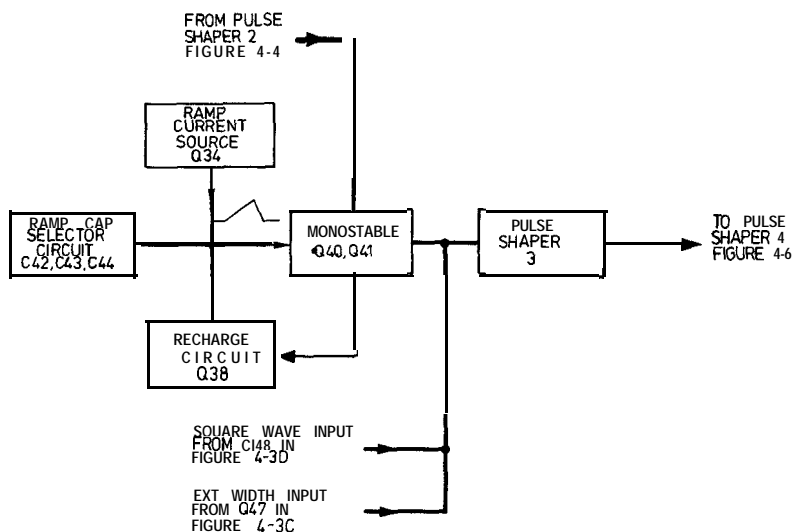 FROM PULSE
SHAPER 2
FIGURE 4-4
RAMP
CURRENT
SOURCE
Q34
RAMP CAP
SELECTOR
CIRCUIT
C42,C43,C44
MONOSTABLE
Q40,Q41
PULSE
SHAPER
3
TO PULSE
SHAPER 4
FIGURE 4-6
RECHARGE
CIRCUIT
Q38
SQUARE WAVE INPUT
FROM C148 IN
FIGURE 4-3D
EXT WIDTH INPUT
FROM Q47 IN
FIGURE 4-3C